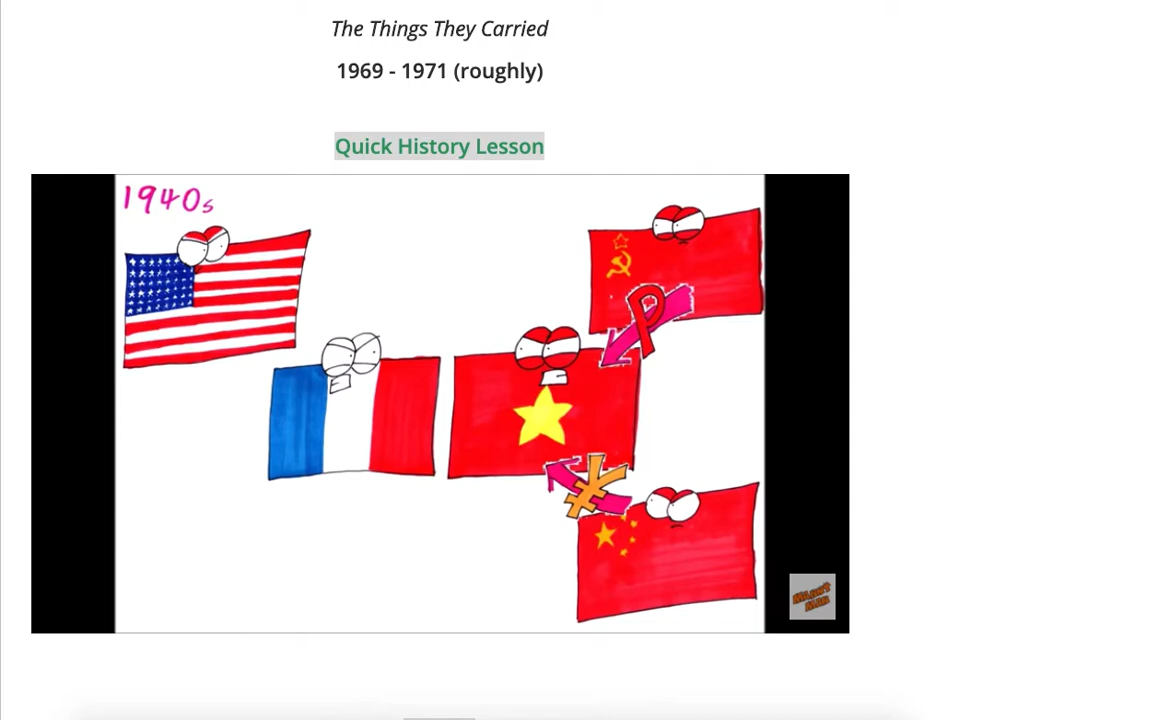 The Things They Carried
1969 - 1971 (roughly)
Quick History Lesson
1940s
P
¥